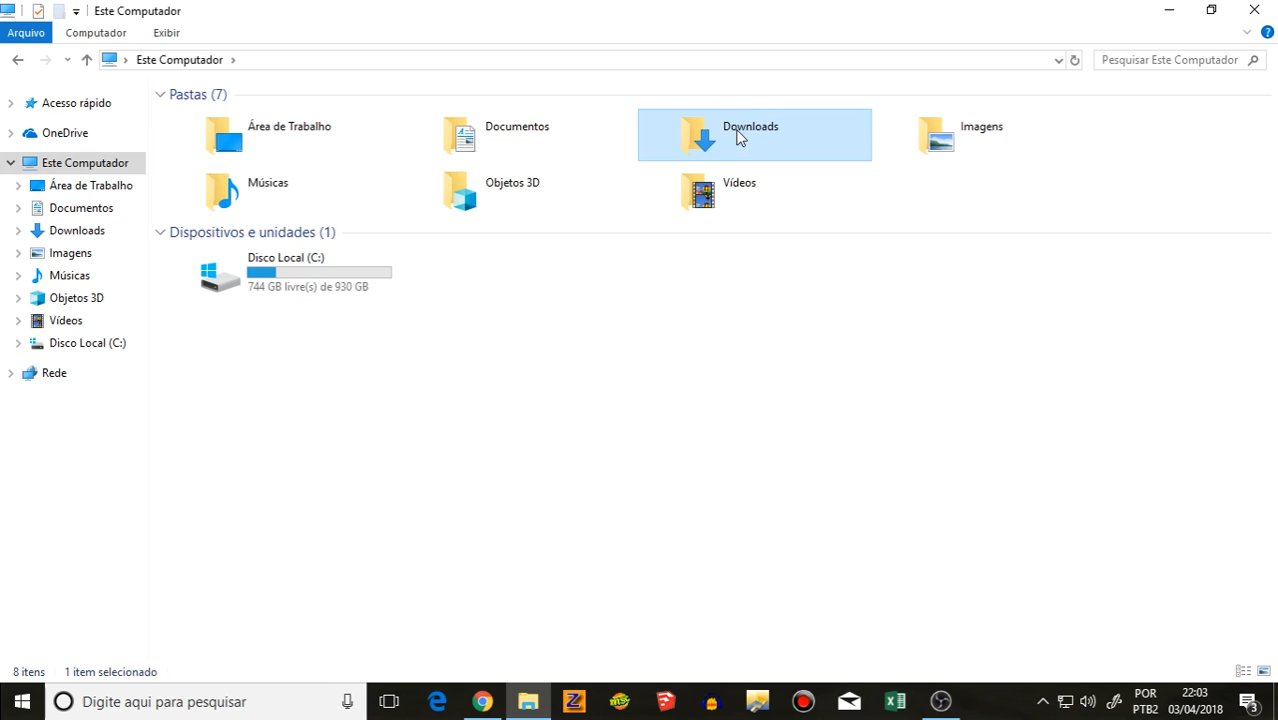 Este Computador
Arquivo Computador Exibir
Este Computador
Pesquisar Este Computador
Acesso rápido
OneDrive
Este Computador
Área de Trabalho
Documentos
Downloads
Imagens
Músicas
Objetos 3D
Vídeos
Disco Local (C:)
Rede
Pastas (7)
Área de Trabalho Documentos Downloads Imagens
Músicas Objetos 3D Vídeos
Dispositivos e unidades (1)
Disco Local (C:)
744 GB livre(s) de 930 GB
8 itens 1 item selecionado
Digite aqui para pesquisar
POR 22:03
PTB2 03/04/2018
3